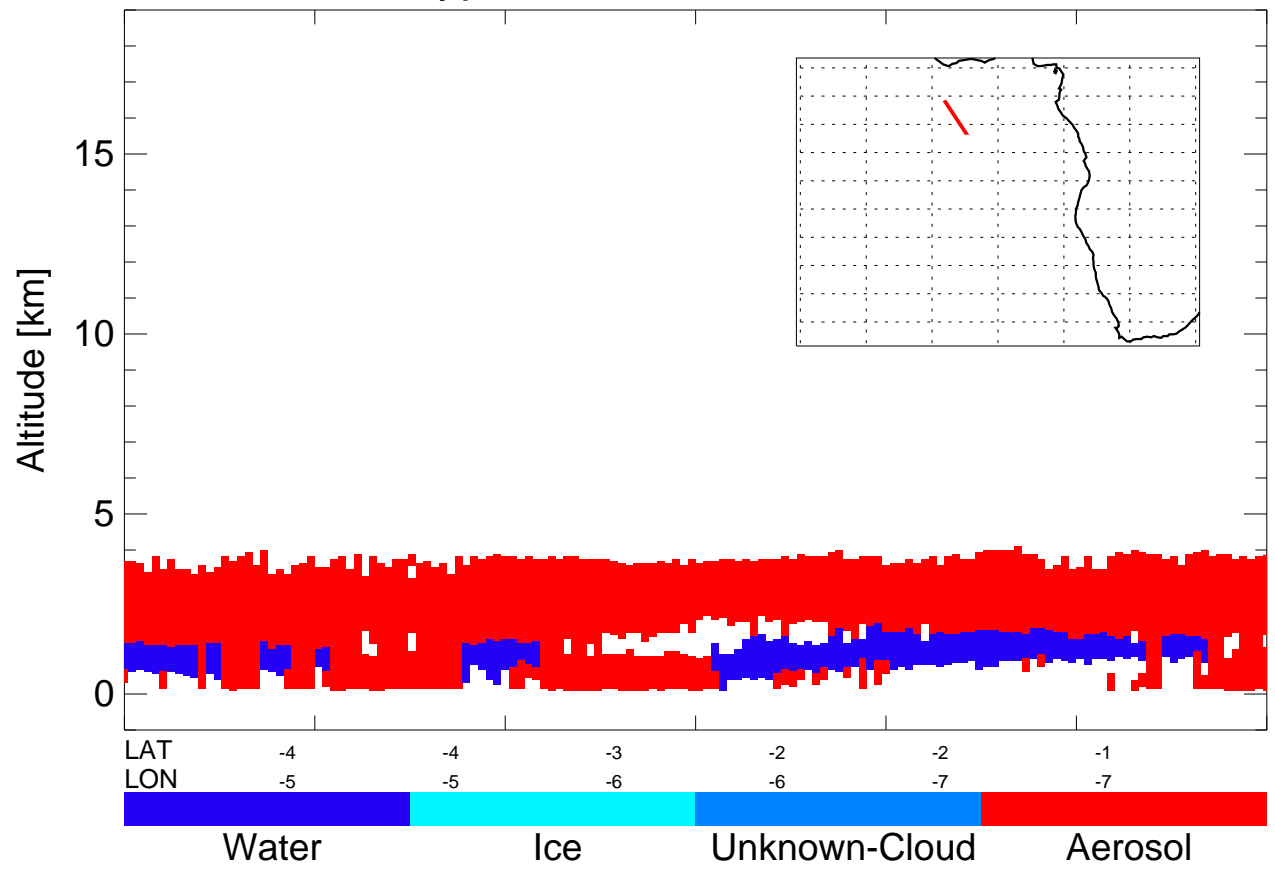 15
10
5
0
Altitude [km]
LAT -4 -4 -3 -2 -2 -1
LON -5 -5 -6 -6 -7 -7
Water Ice Unknown-Cloud Aerosol